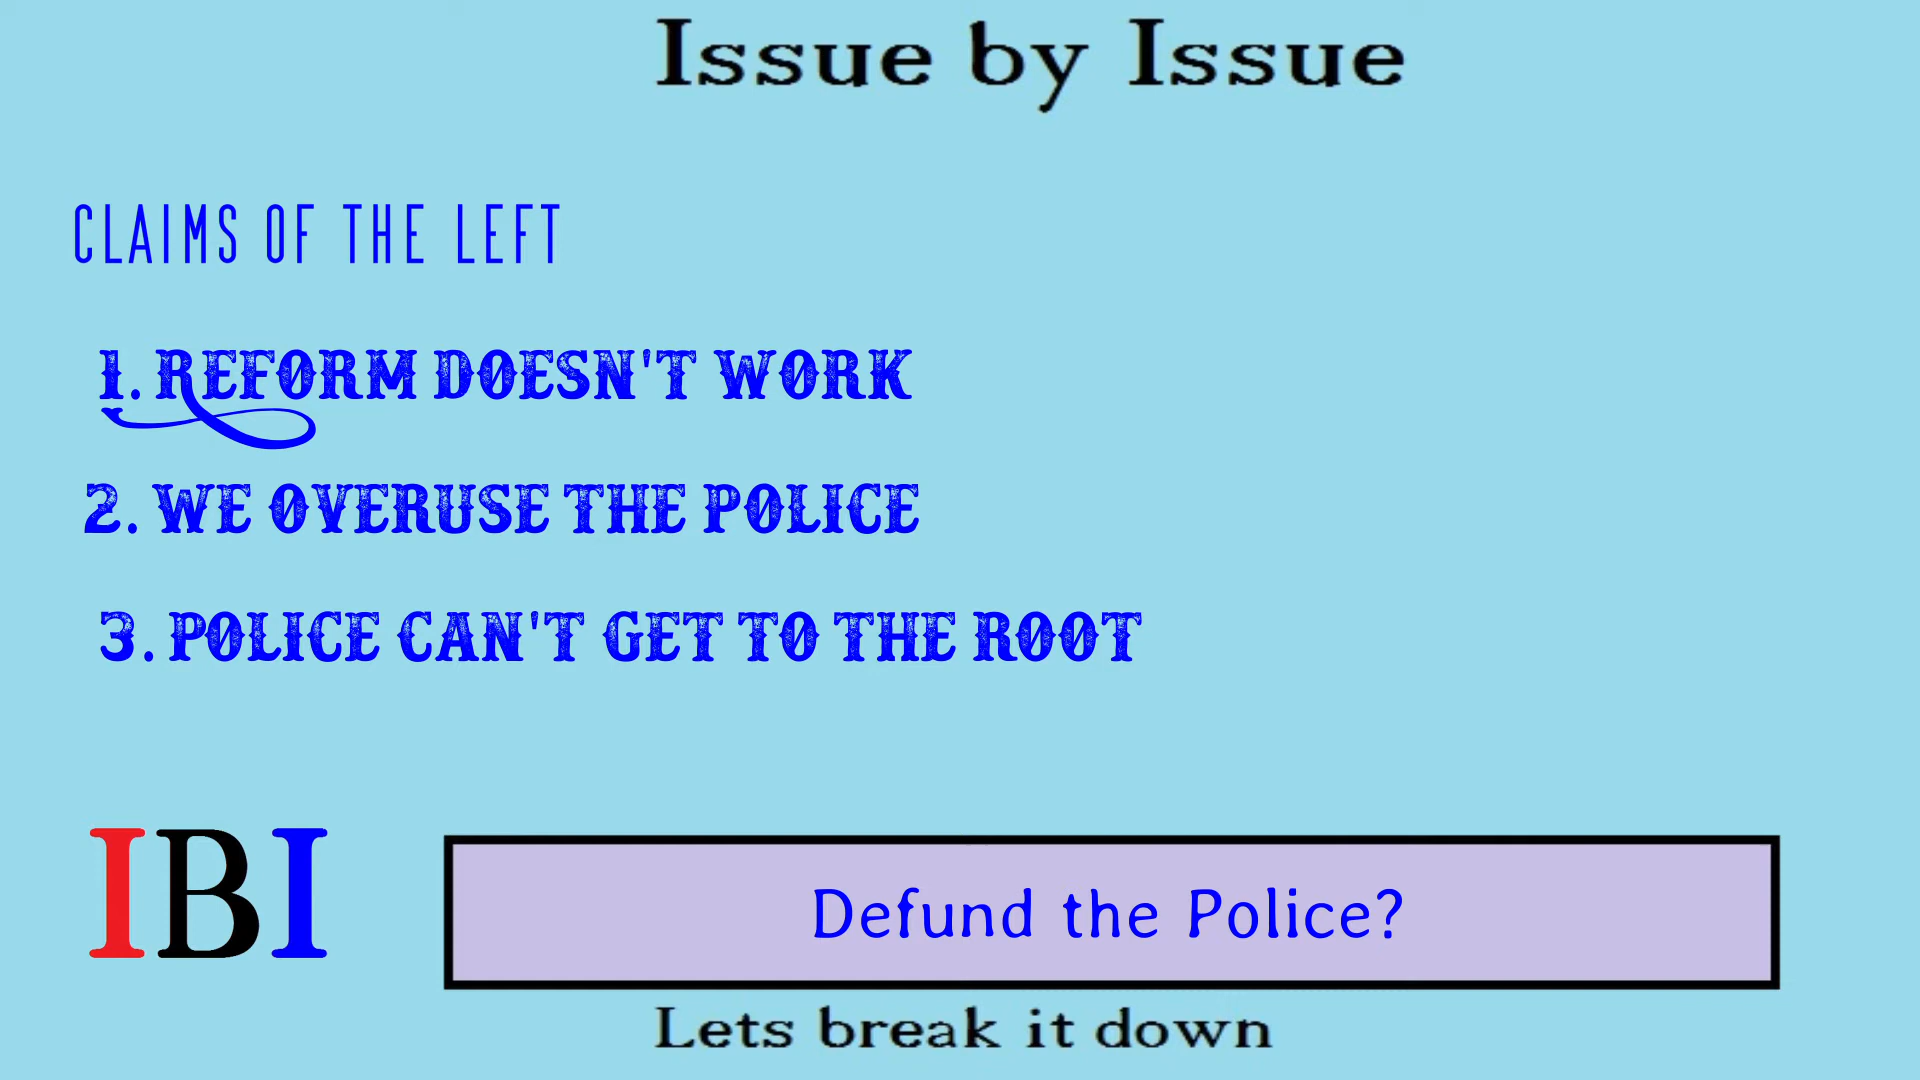 Issue by Issue
CLAIMS OF THE LEFT
1. REFORM DOESN'T WORK
2. WE OVERUSE THE POLICE
3. POLICE CAN'T GET TO THE ROOT
IBI
Defund the Police?
Lets break it down